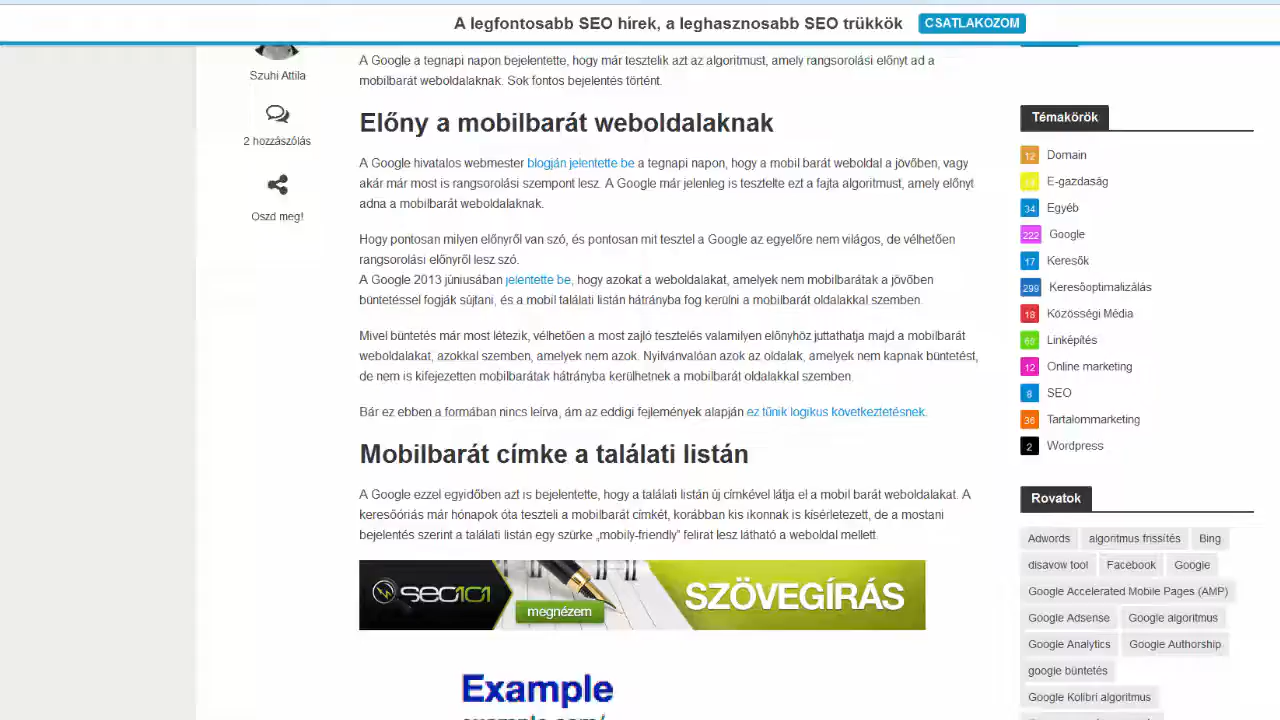 A legfontosabb SEO hírek, a leghasznosabb SEO trükkök
CSATLAKOZOM
Szuhi Attila
2 hozzászólás
Oszd meg!
A Google a tegnapi napon bejelentette, hogy már tesztelik azt az algoritmust, amely rangsorolási előnyt ad a
mobilbarát weboldalaknak. Sok fontos bejelentés történt.
Előny a mobilbarát weboldalaknak
A Google hivatalos webmester blogján jelentette be a tegnapi napon, hogy a mobil barát weboldal a jövőben, vagy
akár már most is rangsorolási szempont lesz. A Google már jelenleg is tesztelte ezt a fajta algoritmust, amely előnyt
adna a mobilbarát weboldalaknak.
Hogy pontosan milyen előnyről van szó, és pontosan mit tesztel a Google az egyelőre nem világos, de vélhetően
rangsorolási előnyről lesz szó.
A Google 2013 júniusában jelentette be, hogy azokat a weboldalakat, amelyek nem mobilbarátak a jövőben
büntetéssel fogják sújtani, és a mobil találati listán hátrányba fog kerülni a mobilbarát oldalakkal szemben.
Mivel büntetés már most létezik, vélhetően a most zajló tesztelés valamilyen előnyhöz juttathatja majd a mobilbarát
weboldalakat, azokkal szemben, amelyek nem azok. Nyilvánvalóan azok az oldalak, amelyek nem kapnak büntetést,
de nem is kifejezetten mobilbarátak hátrányba kerülhetnek a mobilbarát oldalakkal szemben.
Bár ez ebben a formában nincs leírva, ám az eddigi fejlemények alapján ez tűnik logikus következtetésnek.
Mobilbarát címke a találati listán
A Google ezzel egyidőben azt is bejelentette, hogy a találati listán új címkével látja el a mobil barát weboldalakat. A
keresőóriás már hónapok óta teszteli a mobilbarát címkét, korábban kis ikonnak is kísérletezett, de a mostani
bejelentés szerint a találati listán egy szürke „mobily-friendly” felirat lesz látható a weboldal mellett.
SEO101
megnézem
SZÖVEGÍRÁS
Example
example.com/
Témakörök
12 Domain
E-gazdaság
34 Egyéb
222 Google
17 Keresők
299 Keresőoptimalizálás
18 Közösségi Média
Linképítés
12 Online marketing
8 SEO
36 Tartalommarketing
2 Wordpress
Rovatok
Adwords algoritmus frissítés Bing
disavow tool Facebook Google
Google Accelerated Mobile Pages (AMP)
Google Adsense Google algoritmus
Google Analytics Google Authorship
google büntetés
Google Kolibri algoritmus